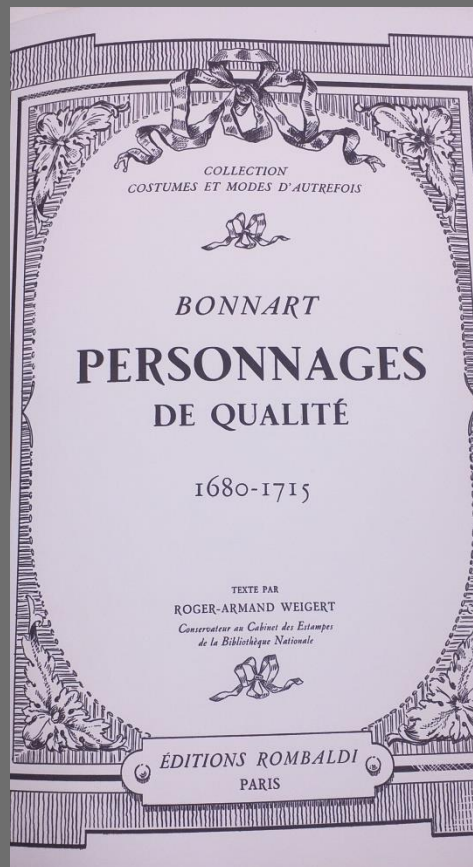 COLLECTION
COSTUMES ET MODES D'AUTREFOIS
BONNART
PERSONNAGES
DE QUALITÉ
1680-1715
TEXTE PAR
ROGER-ARMAND WEIGERT
Conservateur au Cabinet des Estampes
de la Bibliothèque Nationale
ÉDITIONS ROMBALDI
PARIS